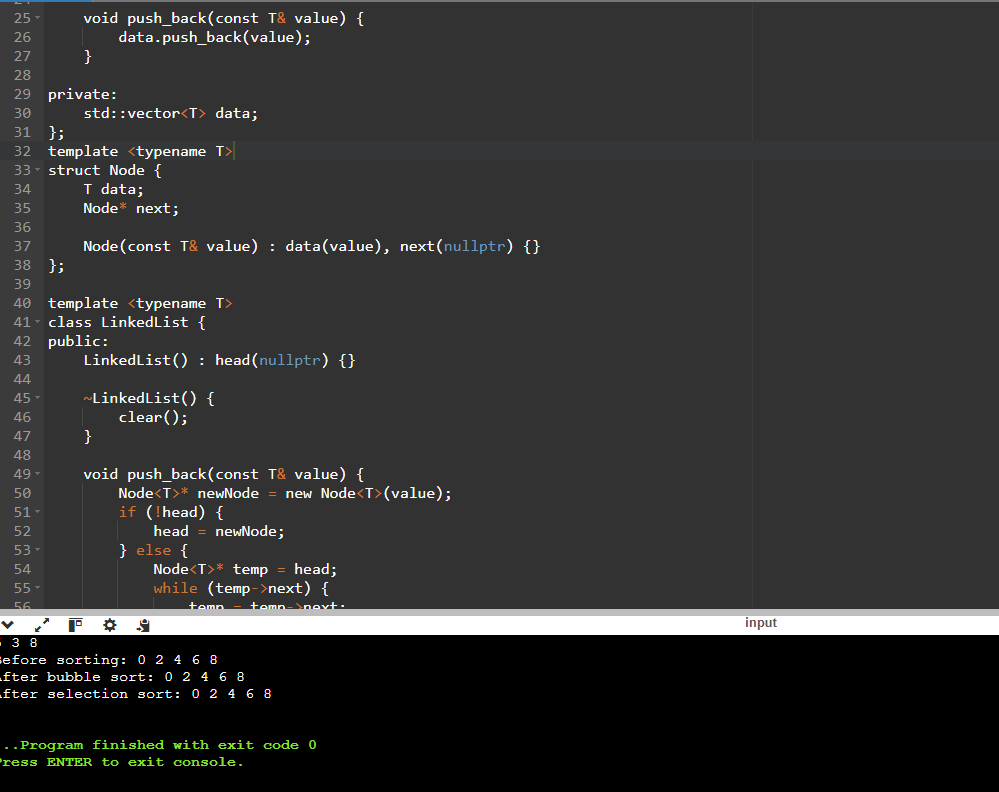 25 void push_back(const T& value) {
26 data.push_back(value);
27 }
28
29 private:
30 std::vector<T> data;
31 };
32 template <typename T>
33 struct Node {
34 T data;
35 Node* next;
36
37 Node(const T& value) : data(value), next(nullptr) {}
38 };
39
40 template <typename T>
41 class LinkedList {
42 public:
43 LinkedList() : head(nullptr) {}
44
45 ~LinkedList() {
46 clear();
47 }
48
49 void push_back(const T& value) {
50 Node<T>* newNode = new Node<T>(value);
51 if (!head) {
52 head = newNode;
53 } else {
54 Node<T>* temp = head;
55 while (temp->next) {
56 temp = temp->next;
input
3 8
efore sorting: 0 2 4 6 8
fter bubble sort: 0 2 4 6 8
fter selection sort: 0 2 4 6 8
...Program finished with exit code 0
ress ENTER to exit console.